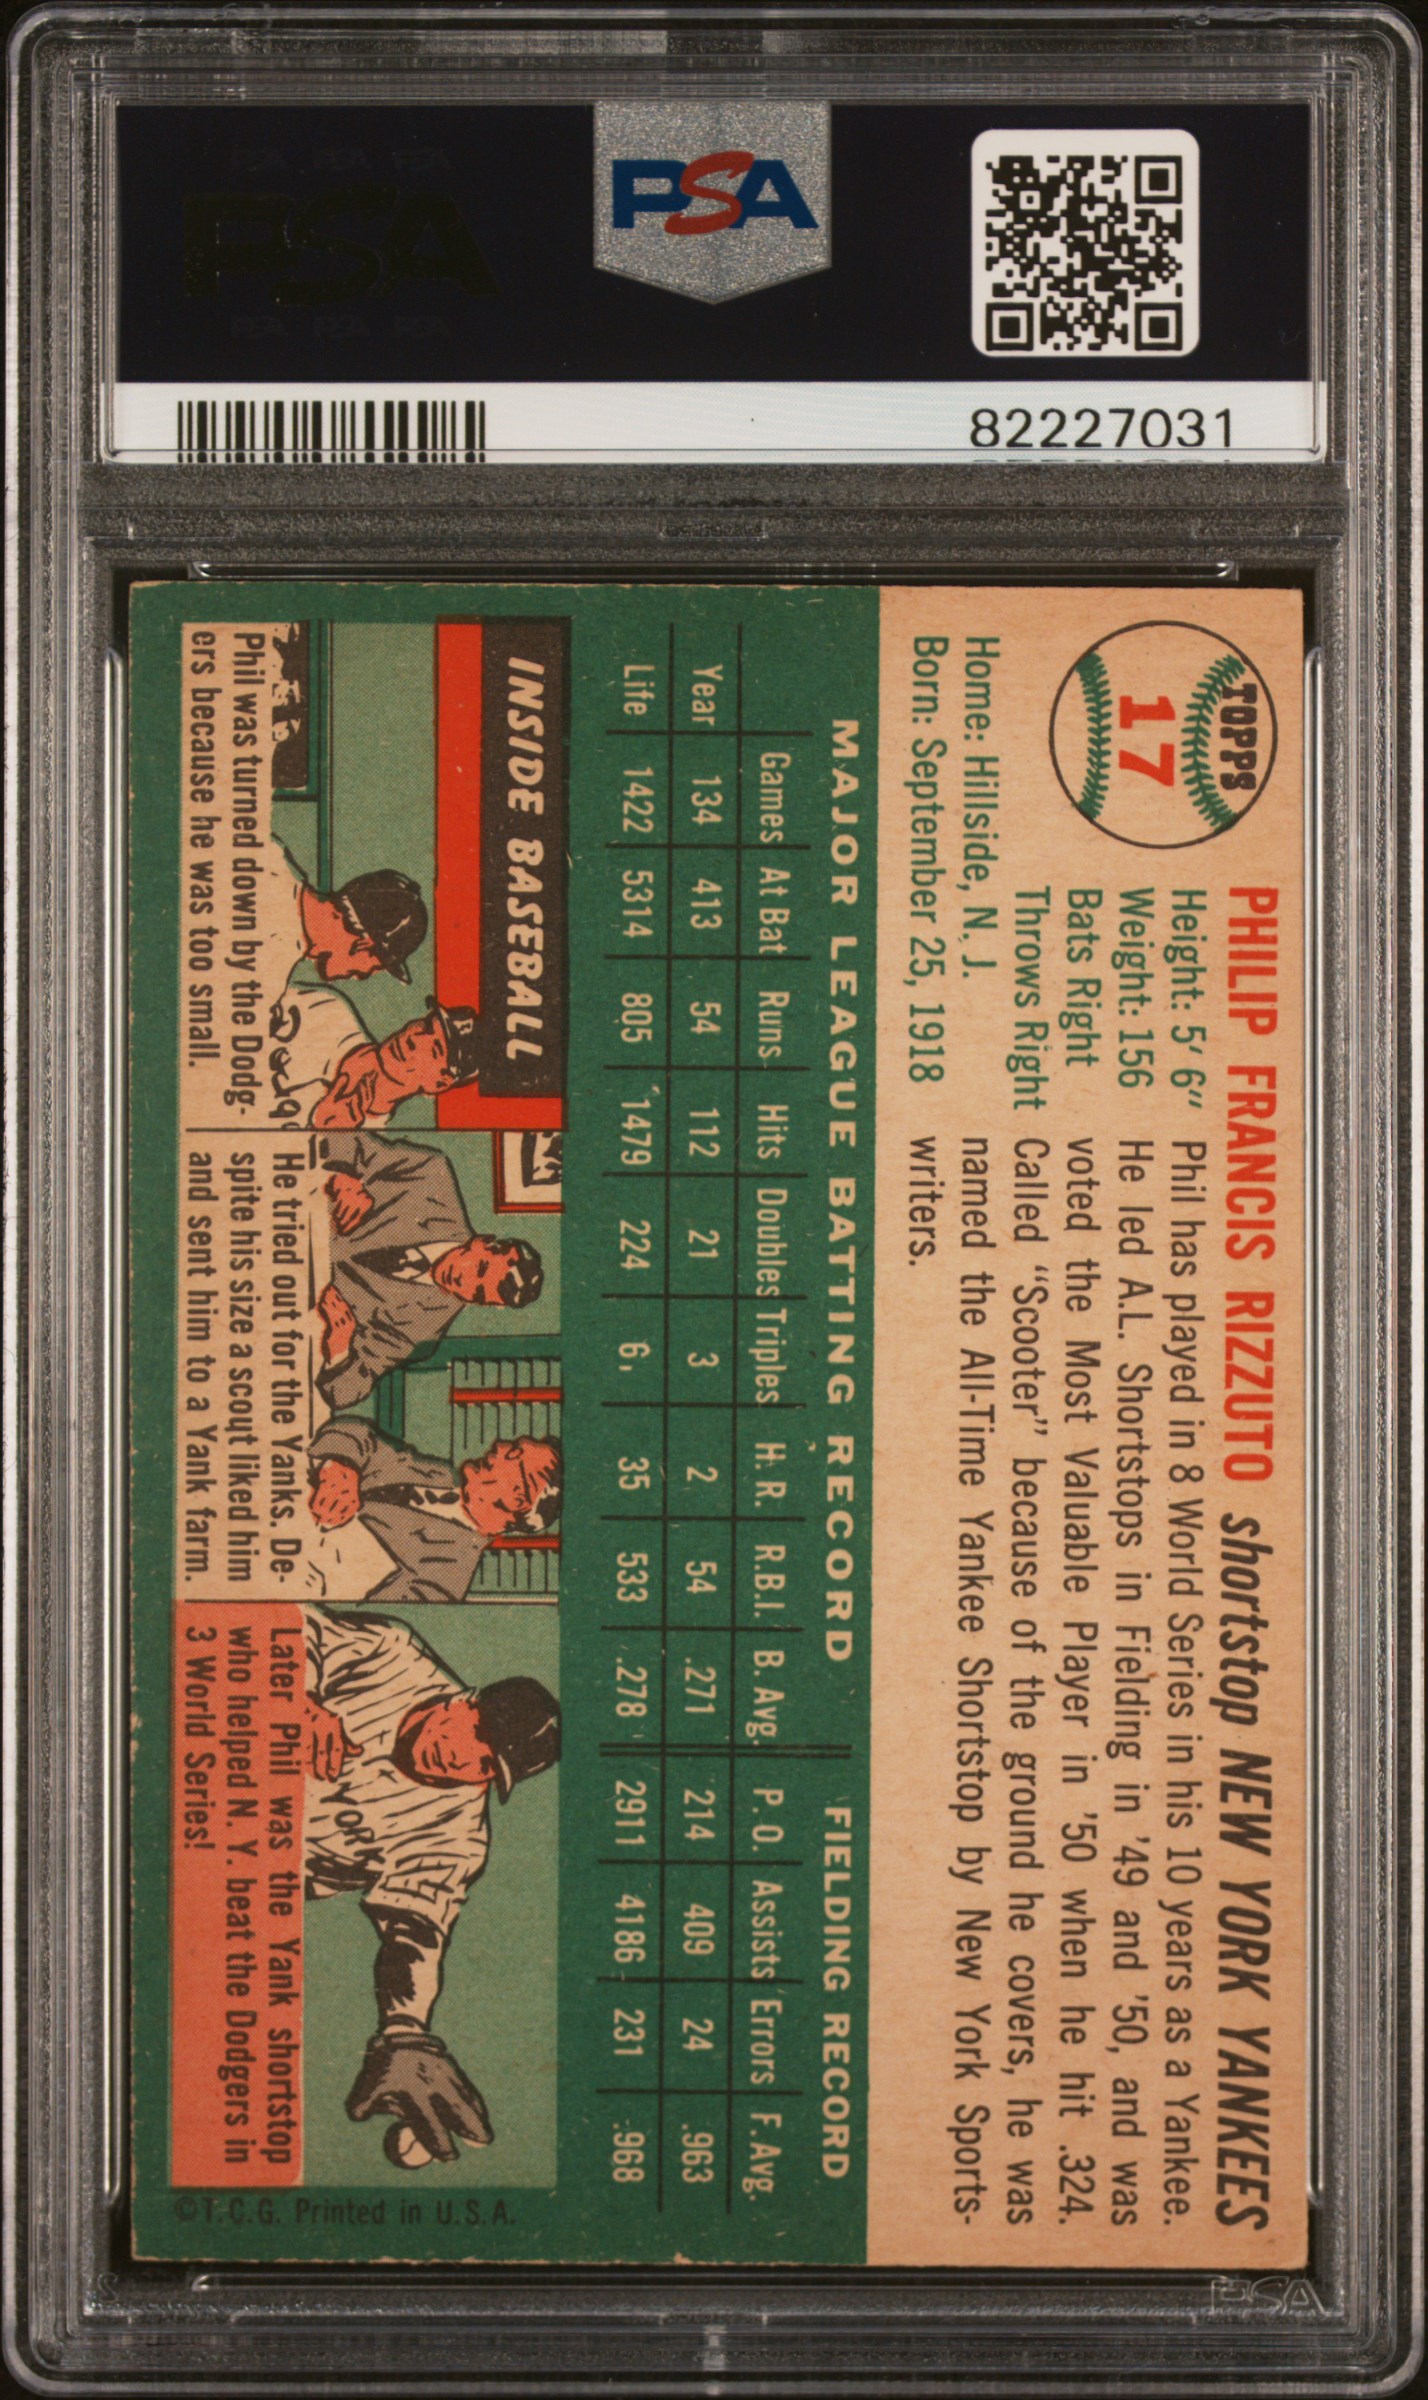 PSA
82227031
TOPPS
17
PHILIP FRANCIS RIZZUTO shortstop NEW YORK YANKEES
Height: 5' 6"
Weight: 156
Bats Right
Throws Right
Home: Hillside, N. J.
Born: September 25, 1918
Phil has played in 8 World Series in his 10 years as a Yankee.
He led A.L. Shortstops in Fielding in '49 and '50, and was
voted the Most Valuable Player in '50 when he hit .324.
Called "Scooter" because of the ground he covers, he was
named the All-Time Yankee Shortstop by New York Sports-
writers.
MAJOR LEAGUE BATTING RECORD FIELDING RECORD
Games At Bat Runs Hits Doubles Triples H. R. R.B.I. B. Avg. P. O. Assists Errors F. Avg.
Year 134 413 54 112 21 3 2 54 .271 214 409 24 .963
Life 1422 5314 805 1479 224 6 35 533 .278 2911 4186 231 .968
INSIDE BASEBALL
B
Dodg
Phil was turned down by the Dodg-
ers because he was too small.
He tried out for the Yanks. De-
spite his size a scout liked him
and sent him to a Yank farm.
YORK
Later Phil was the Yank shortstop
who helped N. Y. beat the Dodgers in
3 World Series!
©T.C.G. Printed in U.S.A.
PSA